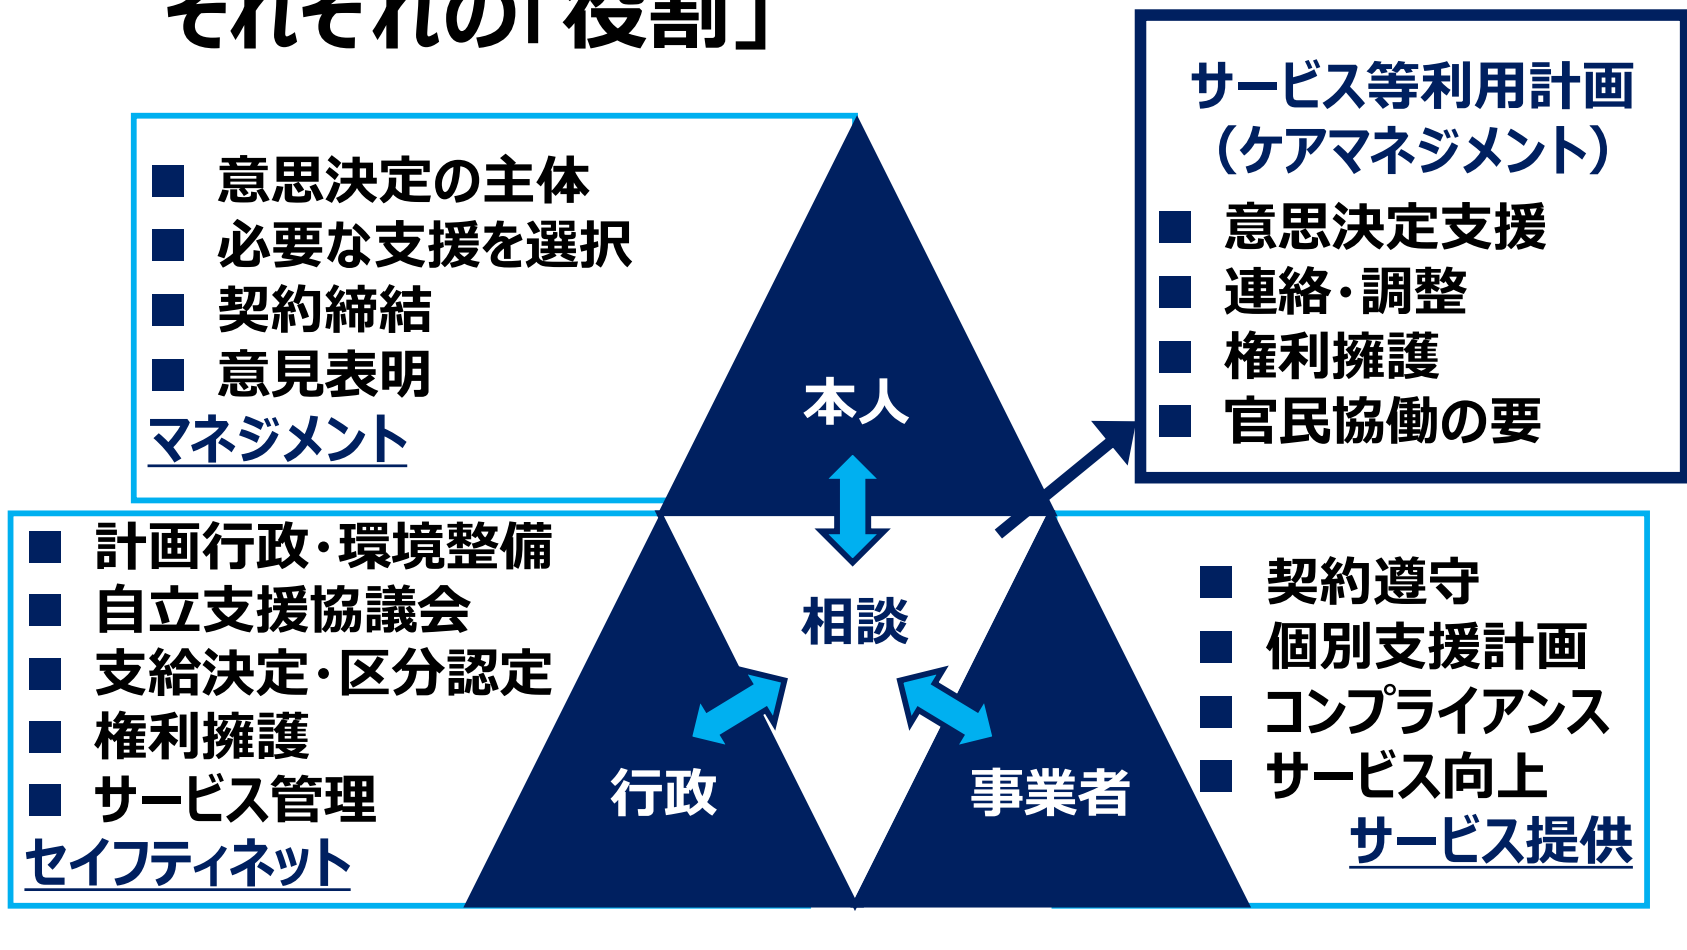 それぞれの「役割」
■ 意思決定の主体
■ 必要な支援を選択
■ 契約締結
■ 意見表明
マネジメント
サービス等利用計画
（ケアマネジメント）
■ 意思決定支援
■ 連絡・調整
■ 権利擁護
■ 官民協働の要
本人
相談
行政
事業者
■ 計画行政・環境整備
■ 自立支援協議会
■ 支給決定・区分認定
■ 権利擁護
■ サービス管理
セイフティネット
■ 契約遵守
■ 個別支援計画
■ コンプライアンス
■ サービス向上
サービス提供